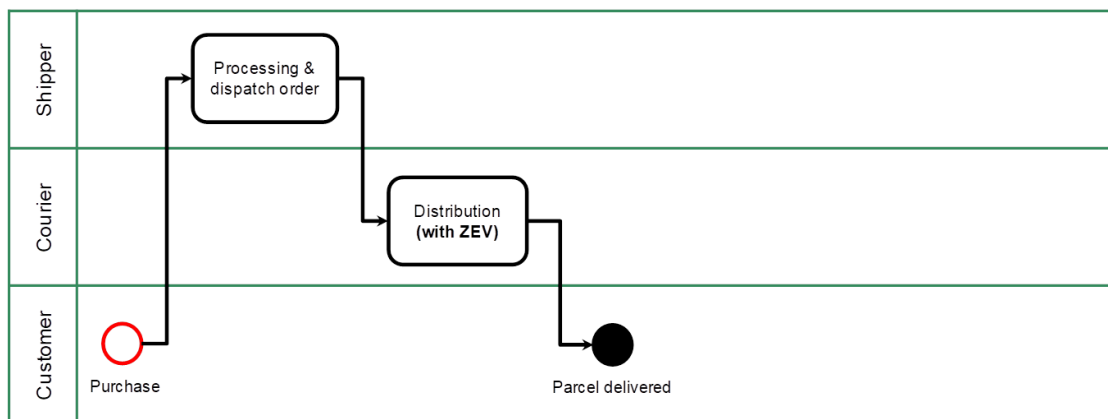 Shipper
Processing &
dispatch order
Courier
Distribution
(with ZEV)
Customer
Purchase
Parcel delivered